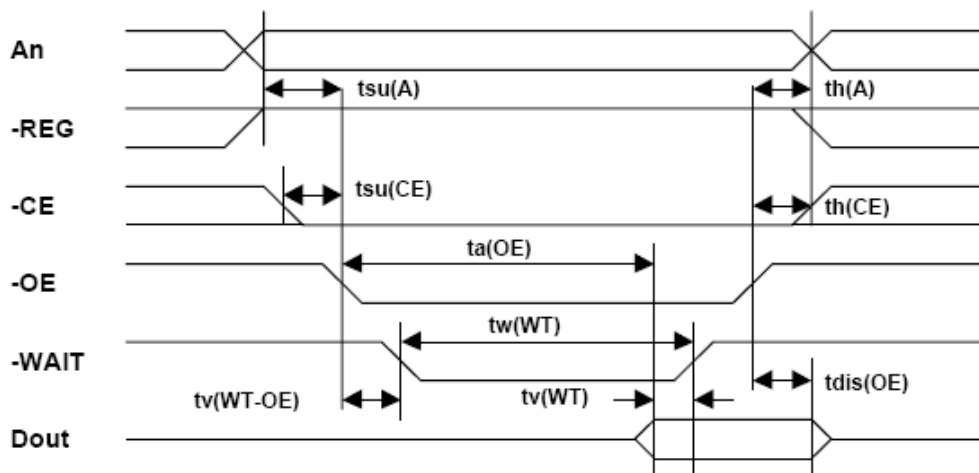 An
tsu(A) th(A)
-REG
tsu(CE)
-CE th(CE)
ta(OE)
-OE
tw(WT)
-WAIT
tdis(OE)
tv(WT-OE) tv(WT)
Dout